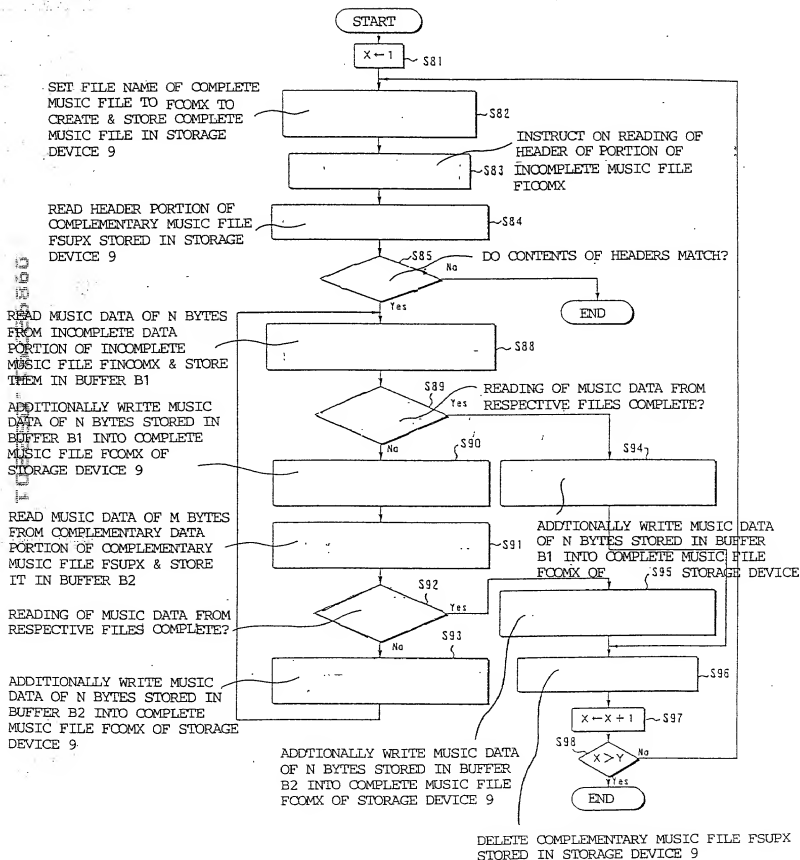 START
X←1
S81
SET FILE NAME OF COMPLETE
MUSIC FILE TO FCOMX TO
CREATE & STORE COMPLETE
MUSIC FILE IN STORAGE
DEVICE 9
S82
INSTRUCT ON READING OF
HEADER OF PORTION OF
INCOMPLETE MUSIC FILE
FICOMX
S83
READ HEADER PORTION OF
COMPLEMENTARY MUSIC FILE
FSUPX STORED IN STORAGE
DEVICE 9
S84
S85
DO CONTENTS OF HEADERS MATCH?
No
Yes
END
READ MUSIC DATA OF N BYTES
FROM INCOMPLETE DATA
PORTION OF INCOMPLETE
MUSIC FILE FINCOMX & STORE
THEM IN BUFFER B1
S88
S89
READING OF MUSIC DATA FROM
RESPECTIVE FILES COMPLETE?
Yes
No
ADDITIONALLY WRITE MUSIC
DATA OF N BYTES STORED IN
BUFFER B1 INTO COMPLETE
MUSIC FILE FCOMX OF
STORAGE DEVICE 9
S90
S94
ADDTIONALLY WRITE MUSIC DATA
OF N BYTES STORED IN BUFFER
B1 INTO COMPLETE MUSIC FILE
FCOMX OF STORAGE DEVICE
READ MUSIC DATA OF M BYTES
FROM COMPLEMENTARY DATA
PORTION OF COMPLEMENTARY
MUSIC FILE FSUPX & STORE
IT IN BUFFER B2
S91
S92
Yes
No
READING OF MUSIC DATA FROM
RESPECTIVE FILES COMPLETE?
S95
S93
ADDITIONALLY WRITE MUSIC
DATA OF N BYTES STORED IN
BUFFER B2 INTO COMPLETE
MUSIC FILE FCOMX OF STORAGE
DEVICE 9
S96
X←X+1
S97
S98
X>Y
No
Yes
END
ADDTIONALLY WRITE MUSIC DATA
OF N BYTES STORED IN BUFFER
B2 INTO COMPLETE MUSIC FILE
FCOMX OF STORAGE DEVICE 9
DELETE COMPLEMENTARY MUSIC FILE FSUPX
STORED IN STORAGE DEVICE 9